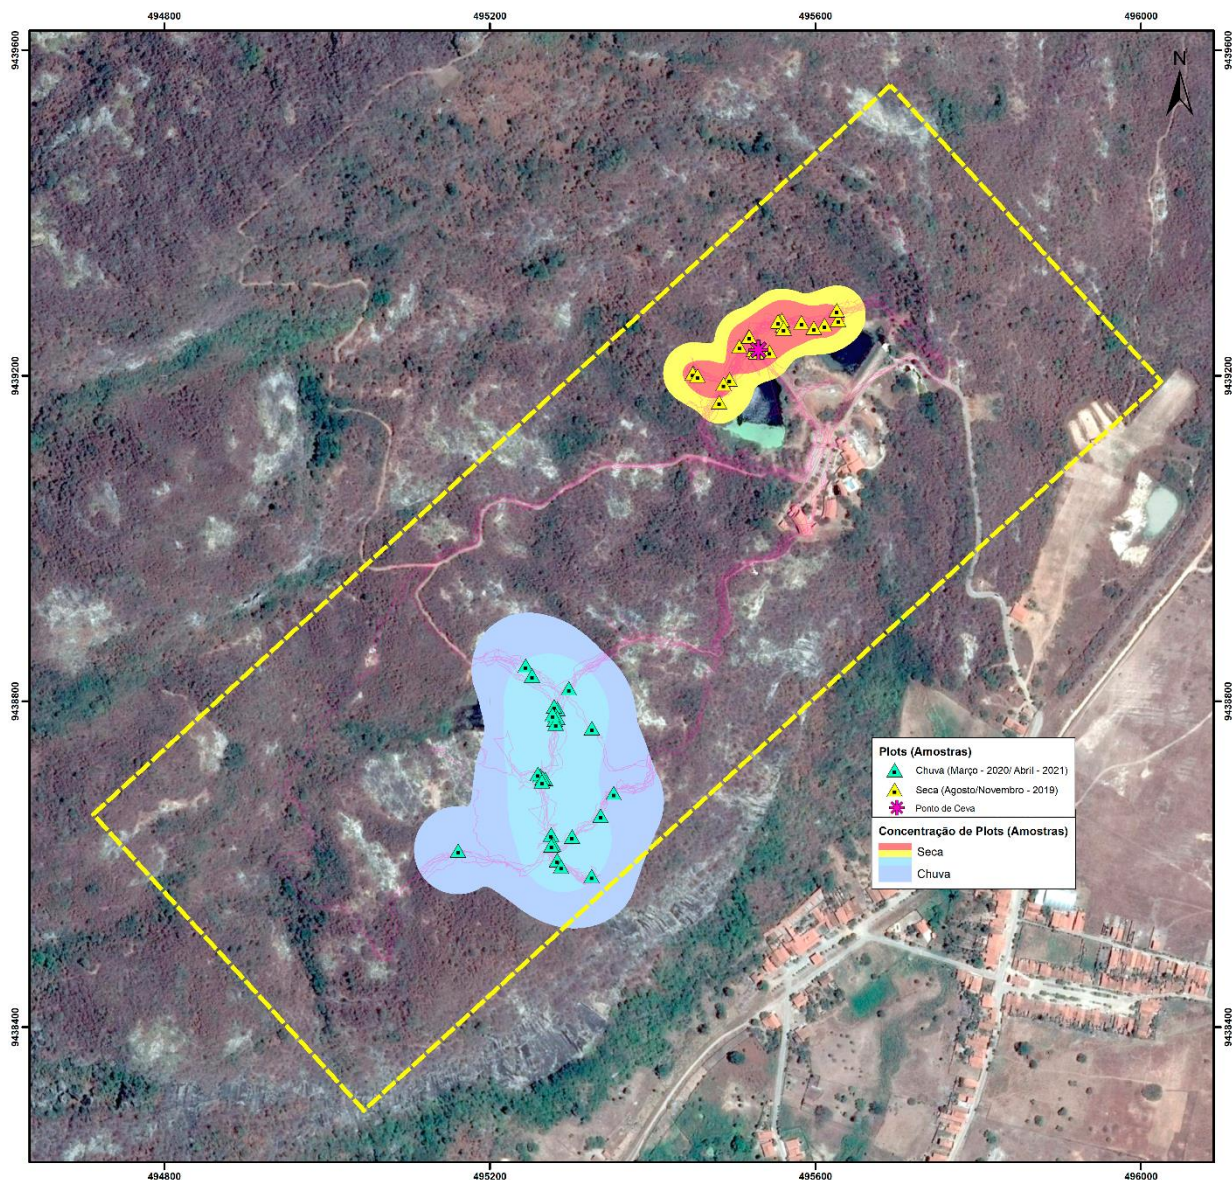 494800
495200
495600
496000
9439600
9439600
N
9439200
9439200
9438800
9438800
Plots (Amostras)
Chuva (Março - 2020/ Abril - 2021)
Seca (Agosto/Novembro - 2019)
Ponto de Ceva
Concentração de Plots (Amostras)
Seca
Chuva
9438400
9438400
494800
495200
495600
496000